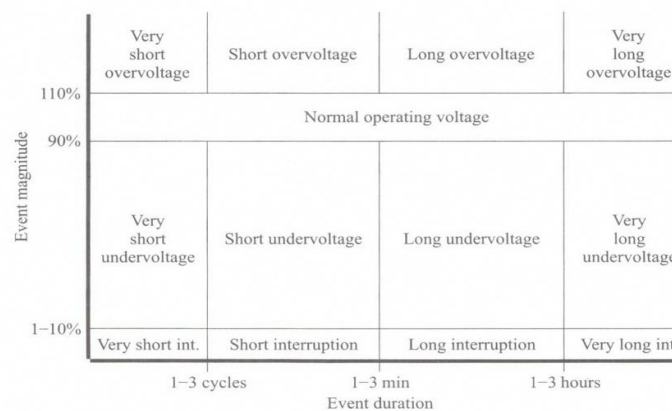 Very
short
overvoltage
Short overvoltage
Long overvoltage
Very
long
overvoltage
110%
Normal operating voltage
90%
Event magnitude
Very
short
undervoltage
Short undervoltage
Long undervoltage
Very
long
undervoltage
1−10%
Very short int.
Short interruption
Long interruption
Very long int
1−3 cycles
1−3 min
1−3 hours
Event duration